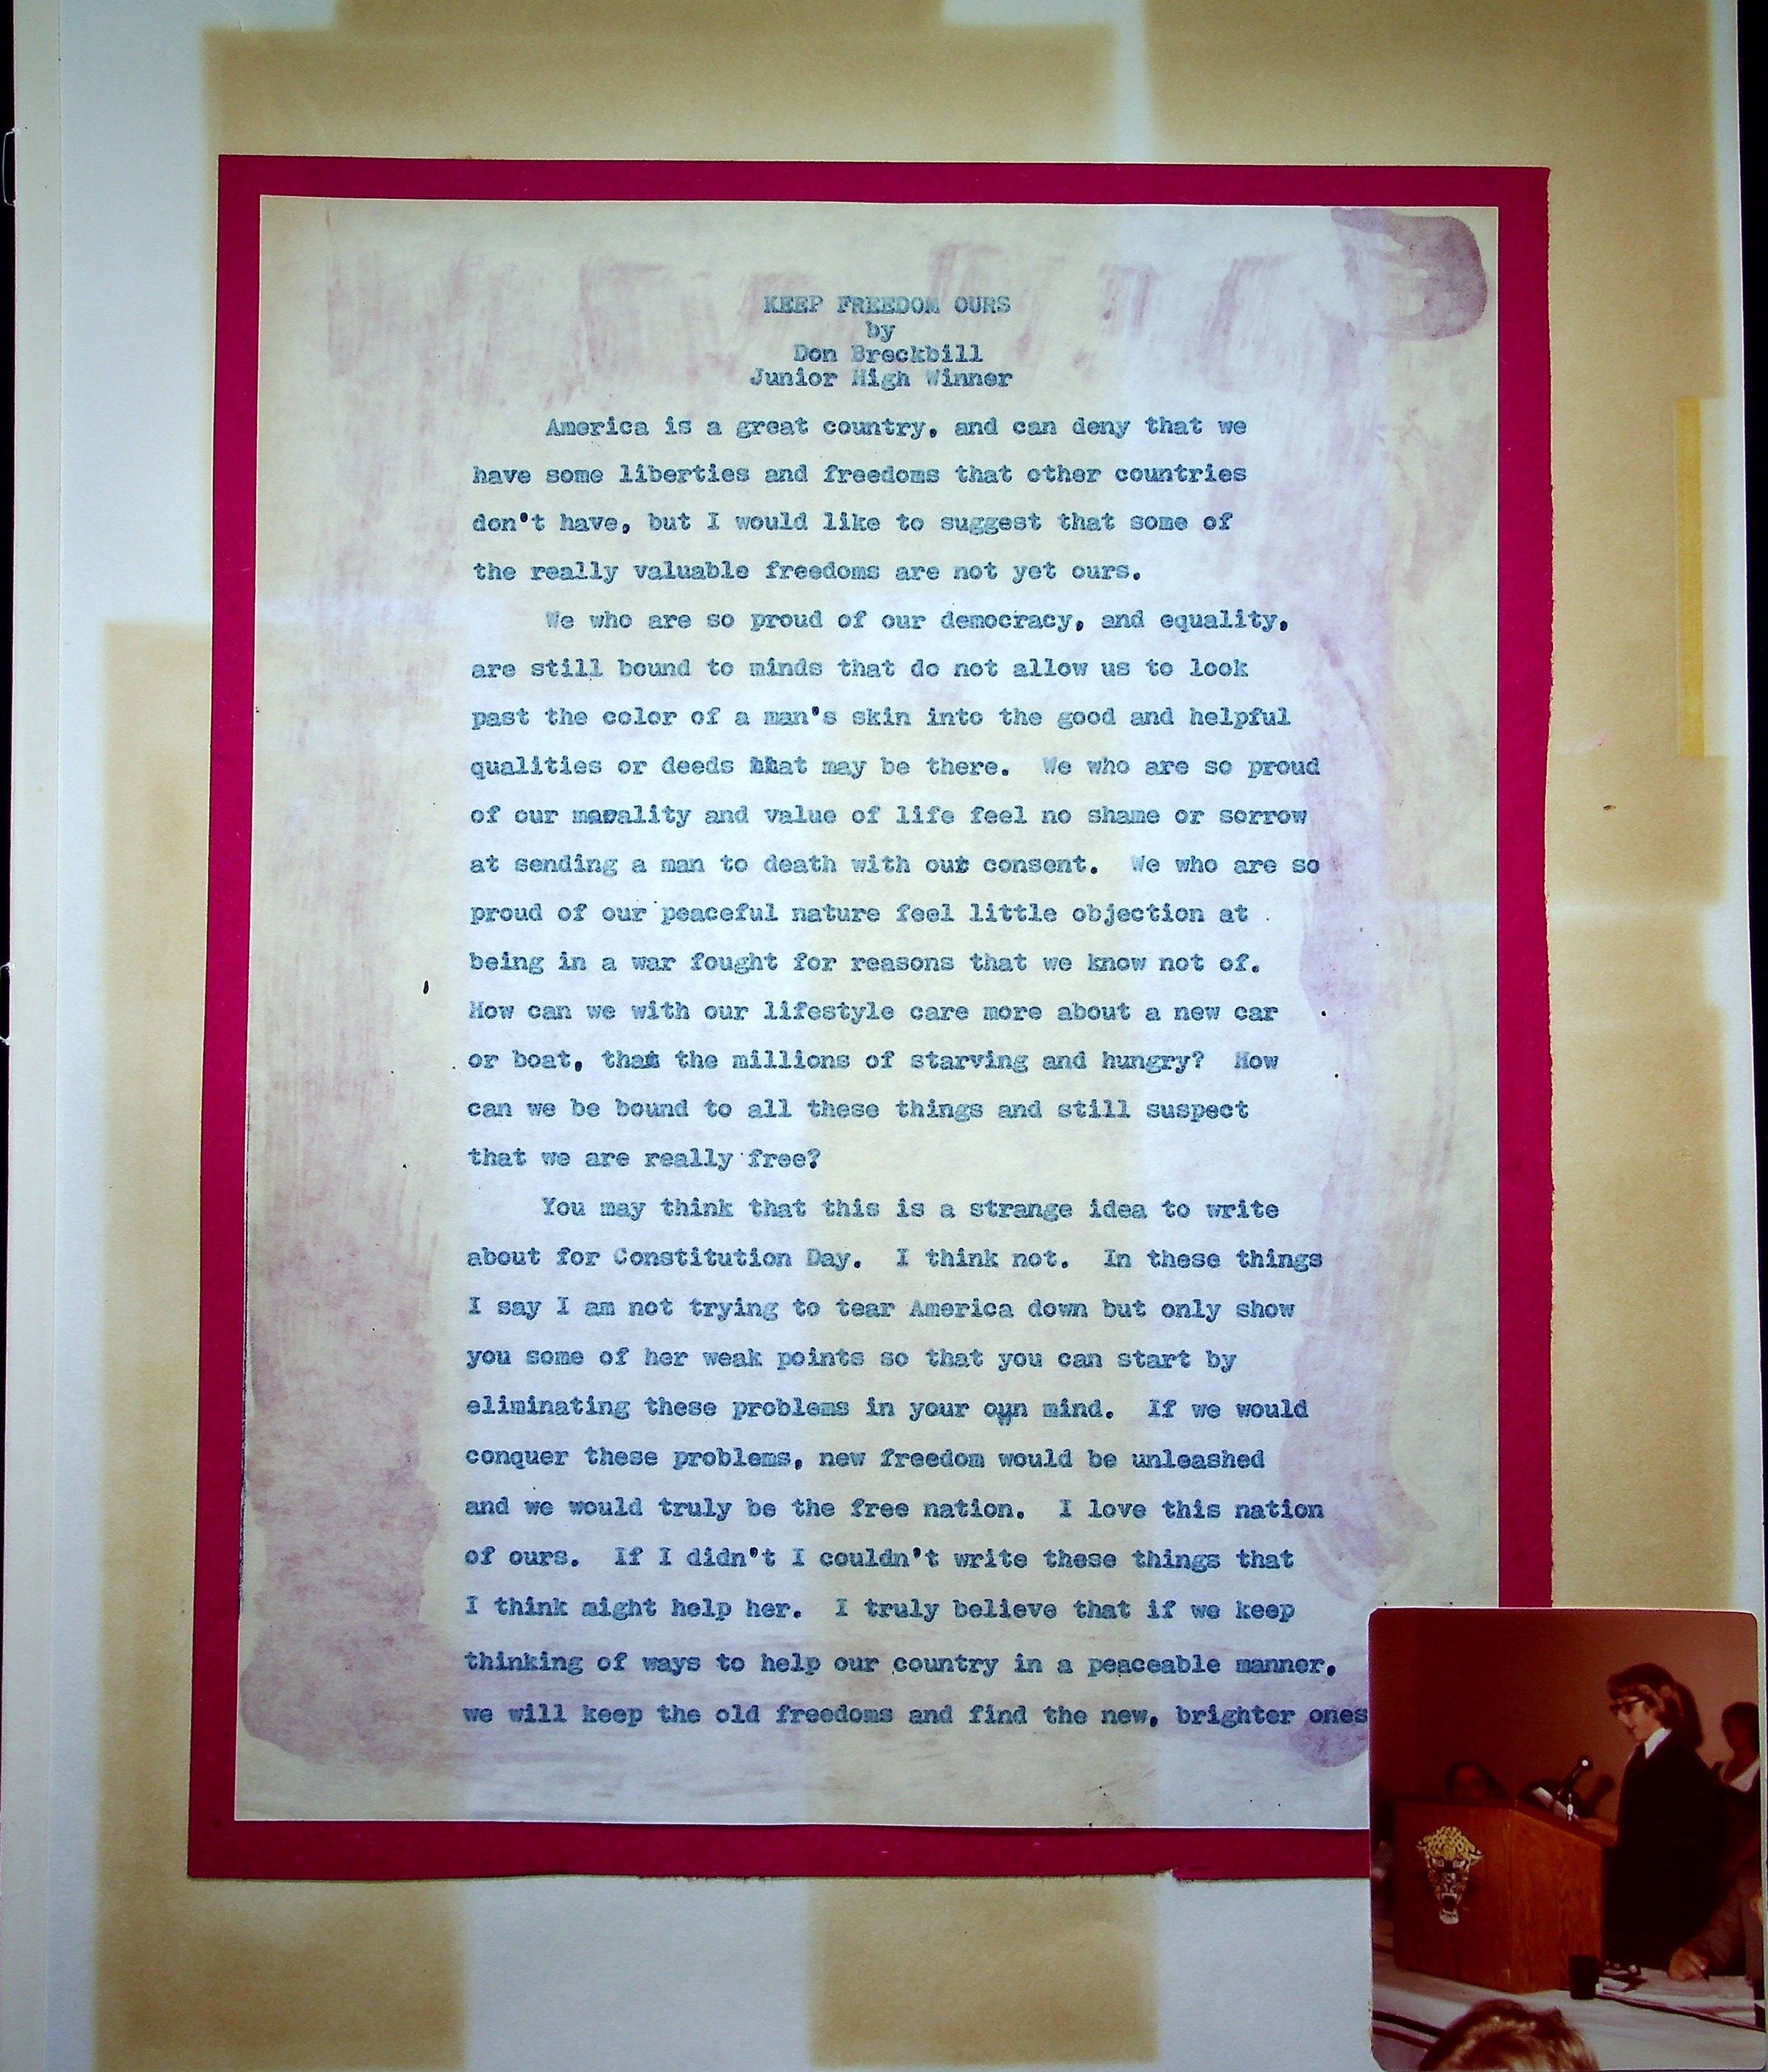 KEEP FREEDOM OURS
by
Don Breckbill
Junior High Winner
America is a great country, and can deny that we
have some liberties and freedoms that other countries
don't have, but I would like to suggest that some of
the really valuable freedoms are not yet ours.
We who are so proud of our democracy, and equality,
are still bound to minds that do not allow us to look
past the color of a man's skin into the good and helpful
qualities or deeds that may be there. We who are so proud
of our morality and value of life feel no shame or sorrow
at sending a man to death with our consent. We who are so
proud of our peaceful nature feel little objection at
being in a war fought for reasons that we know not of.
How can we with our lifestyle care more about a new car
or boat, than the millions of starving and hungry? How
can we be bound to all these things and still suspect
that we are really free?
You may think that this is a strange idea to write
about for Constitution Day. I think not. In these things
I say I am not trying to tear America down but only show
you some of her weak points so that you can start by
eliminating these problems in your own mind. If we would
conquer these problems, new freedom would be unleashed
and we would truly be the free nation. I love this nation
of ours. If I didn't I couldn't write these things that
I think might help her. I truly believe that if we keep
thinking of ways to help our country in a peaceable manner,
we will keep the old freedoms and find the new, brighter ones